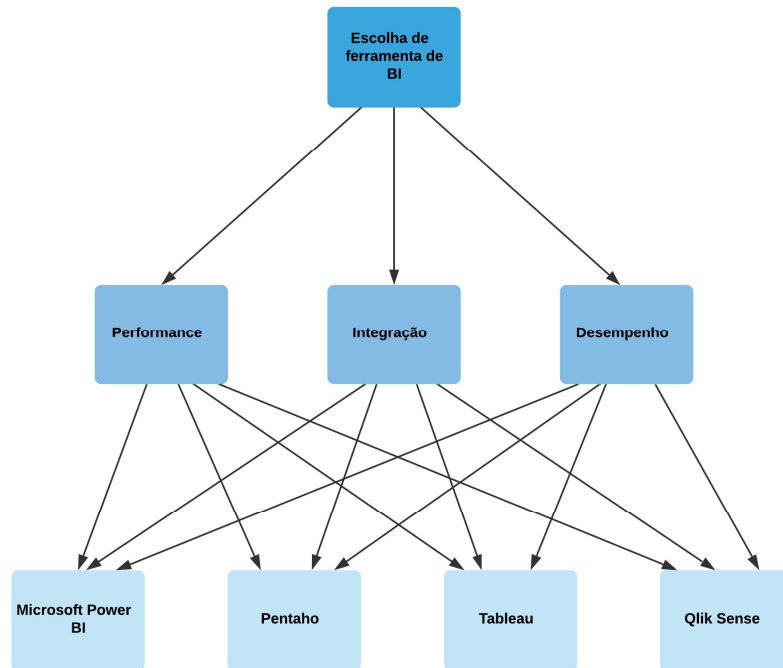 Escolha de
ferramenta de
BI
Performance
Integração
Desempenho
Microsoft Power
BI
Pentaho
Tableau
Qlik Sense